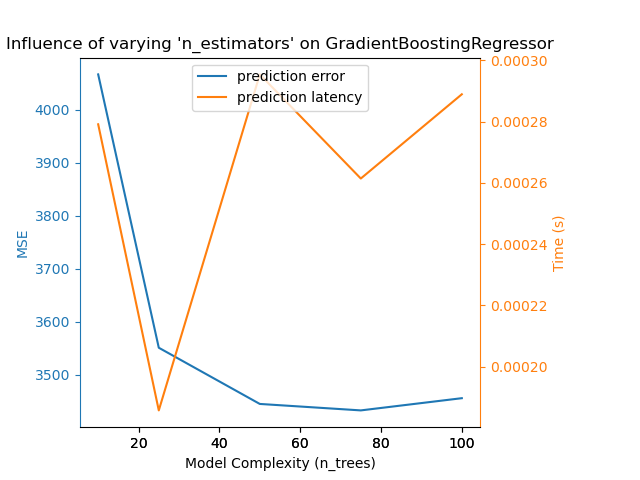 Influence of varying 'n_estimators' on GradientBoostingRegressor
prediction error
prediction latency
MSE
4000
3900
3800
3700
3600
3500
0.00030
0.00028
0.00026
0.00024
0.00022
0.00020
Time (s)
20 40 60 80 100
Model Complexity (n_trees)